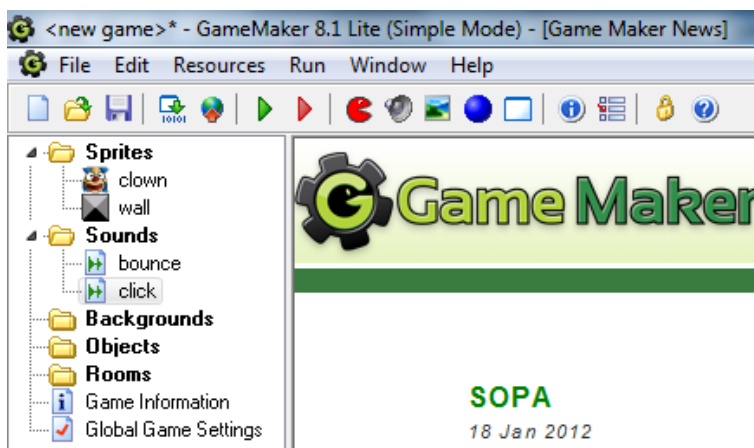 <new game>* - GameMaker 8.1 Lite (Simple Mode) - [Game Maker News]
File Edit Resources Run Window Help
Sprites
clown
wall
Sounds
bounce
click
Backgrounds
Objects
Rooms
Game Information
Global Game Settings
Game Maker
SOPA
18 Jan 2012